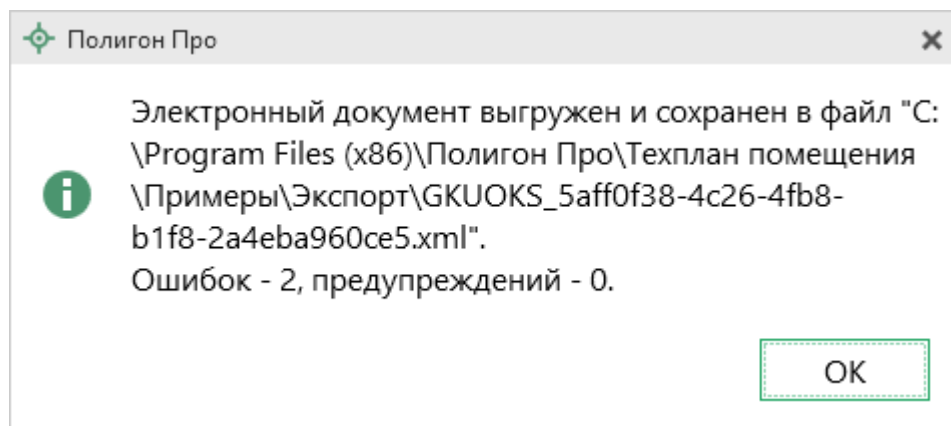 Полигон Про
Электронный документ выгружен и сохранен в файл "C:
\Program Files (x86)\Полигон Про\Техплан помещения
\Примеры\Экспорт\GKUOKS_5aff0f38-4c26-4fb8-
b1f8-2a4eba960ce5.xml".
Ошибок - 2, предупреждений - 0.
OK